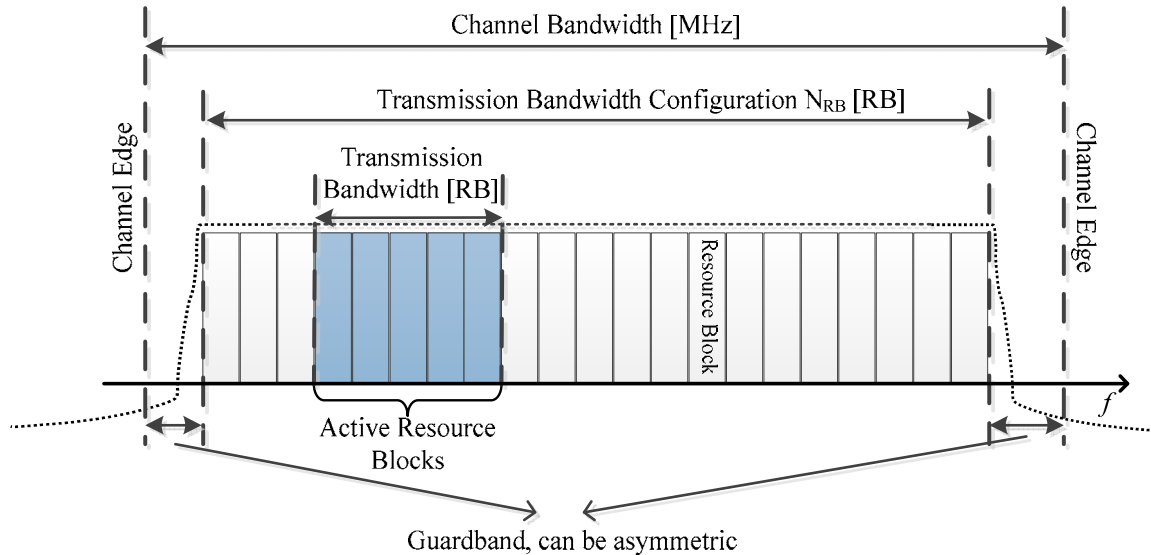 Channel Bandwidth [MHz]
Transmission Bandwidth Configuration N_RB [RB]
Transmission
Bandwidth [RB]
Channel Edge
Channel Edge
Resource Block
f
Active Resource
Blocks
Guardband, can be asymmetric